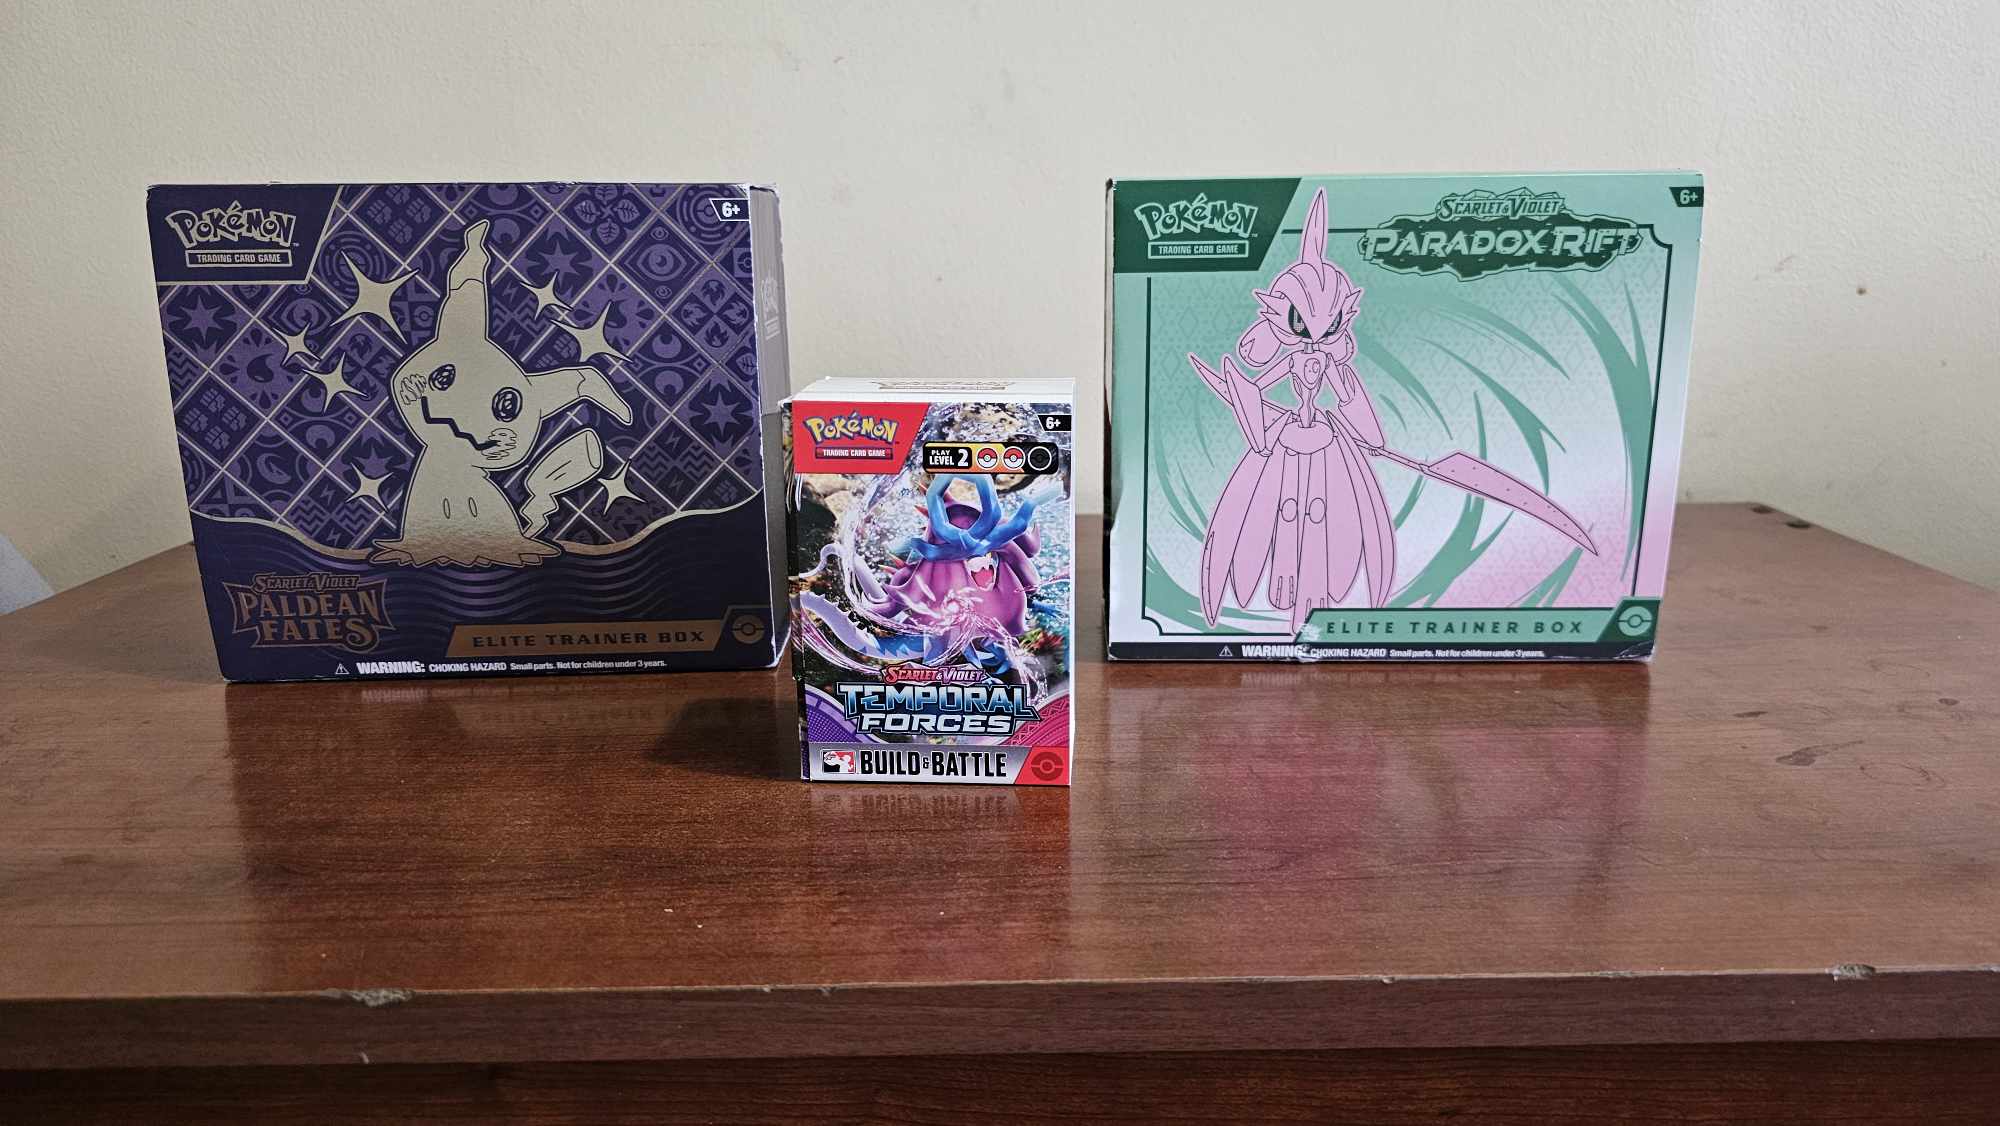 POKéMON
TRADING CARD GAME
6+
SCARLET & VIOLET
PALDEAN
FATES
ELITE TRAINER BOX
WARNING: CHOKING HAZARD Small parts. Not for children under 3 years.
POKéMON
TRADING CARD GAME
6+
PLAY
LEVEL 2
SCARLET & VIOLET
TEMPORAL
FORCES
BUILD & BATTLE
POKéMON
TRADING CARD GAME
SCARLET & VIOLET
PARADOX RIFT
6+
ELITE TRAINER BOX
WARNING: CHOKING HAZARD Small parts. Not for children under 3 years.